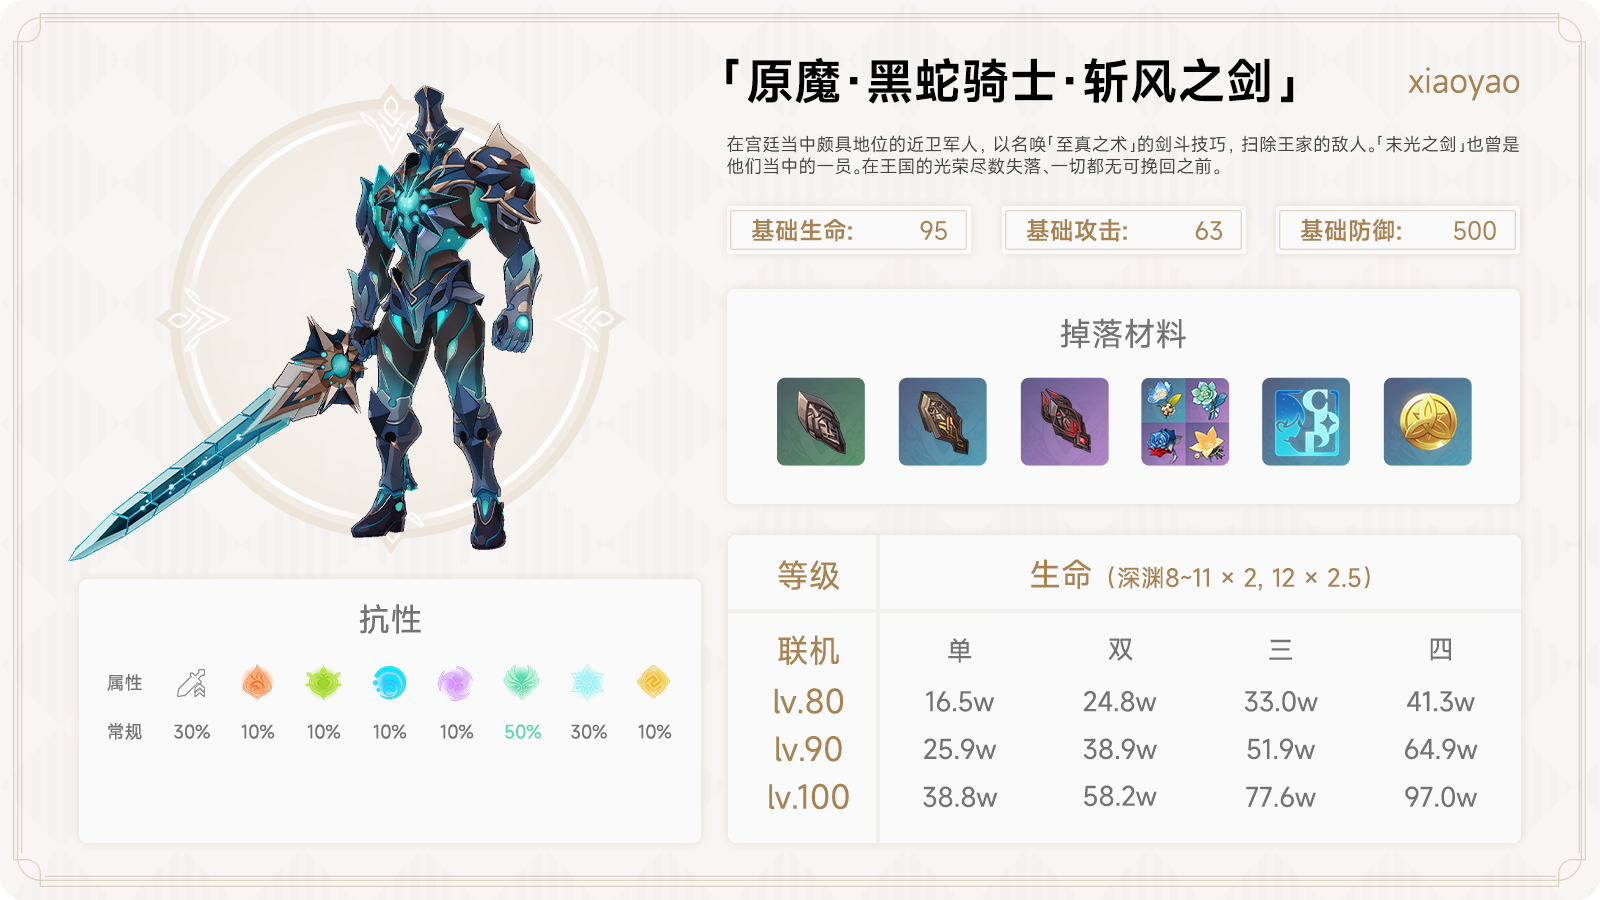 「原魔·黑蛇骑士·斩风之剑」
xiaoyao
在宫廷当中颇具地位的近卫军人，以名唤「至真之术」的剑斗技巧，扫除王家的敌人。「末光之剑」也曾是
他们当中的一员。在王国的光荣尽数失落、一切都无可挽回之前。
基础生命: 95
基础攻击: 63
基础防御: 500
掉落材料
抗性
属性
常规 30% 10% 10% 10% 10% 50% 30% 10%
等级 生命（深渊8~11 × 2, 12 × 2.5）
联机 单 双 三 四
lv.80 16.5w 24.8w 33.0w 41.3w
lv.90 25.9w 38.9w 51.9w 64.9w
lv.100 38.8w 58.2w 77.6w 97.0w